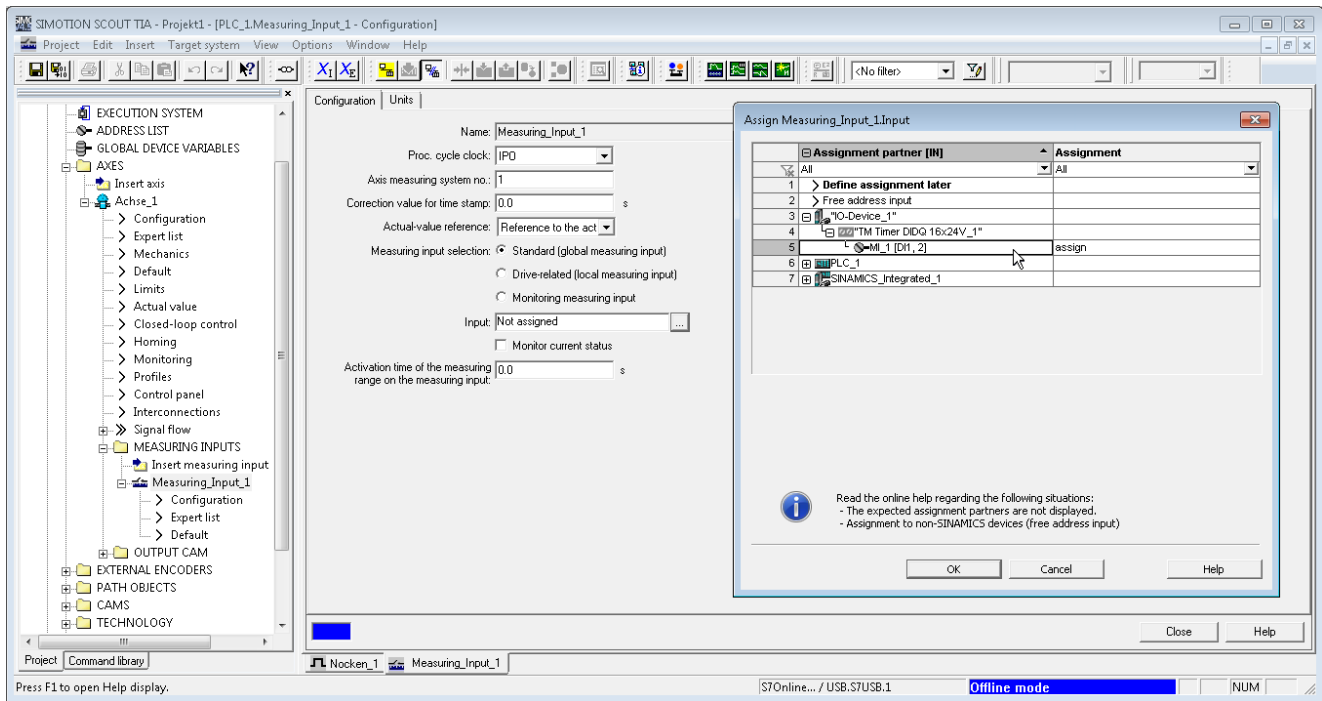 SIMOTION SCOUT TIA - Projekt1 - [PLC_1.Measuring_Input_1 - Configuration]
Project Edit Insert Target system View Options Window Help
<No filter>
EXECUTION SYSTEM
ADDRESS LIST
GLOBAL DEVICE VARIABLES
AXES
Insert axis
Achse_1
Configuration
Expert list
Mechanics
Default
Limits
Actual value
Closed-loop control
Homing
Monitoring
Profiles
Control panel
Interconnections
Signal flow
MEASURING INPUTS
Insert measuring input
Measuring_Input_1
Configuration
Expert list
Default
OUTPUT CAM
EXTERNAL ENCODERS
PATH OBJECTS
CAMS
TECHNOLOGY
Project Command library
Configuration Units
Name: Measuring_Input_1
Proc. cycle clock: IPO
Axis measuring system no.: 1
Correction value for time stamp: 0.0 s
Actual-value reference: Reference to the act
Measuring input selection: Standard (global measuring input)
Drive-related (local measuring input)
Monitoring measuring input
Input: Not assigned ...
Monitor current status
Activation time of the measuring
range on the measuring input: 0.0 s
Assign Measuring_Input_1.Input
Assignment partner [IN] Assignment
All All
1 Define assignment later
2 Free address input
3 "IO-Device_1"
4 "TM Timer DIDQ 16x24V_1"
5 MI_1 [DI1, 2] assign
6 PLC_1
7 SINAMICS_Integrated_1
Read the online help regarding the following situations:
- The expected assignment partners are not displayed.
- Assignment to non-SINAMICS devices (free address input)
OK Cancel Help
Close Help
Nocken_1 Measuring_Input_1
Press F1 to open Help display.
S7Online... / USB.S7USB.1 Offline mode NUM